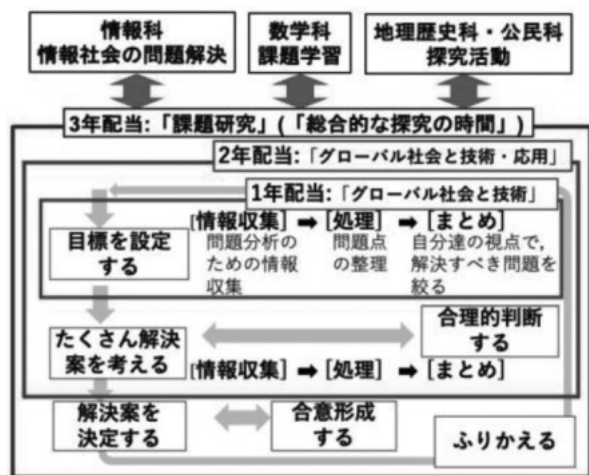 情報科
情報社会の問題解決
数学科
課題学習
地理歴史科・公民科
探究活動
3年配当:「課題研究」(「総合的な探究の時間」)
2年配当:「グローバル社会と技術・応用」
1年配当:「グローバル社会と技術」
目標を設定
する
[情報収集] ➡ [処理] ➡ [まとめ]
問題分析の
ための情報
収集
問題点
の整理
自分達の視点で,
解決すべき問題を
絞る
たくさん解決
案を考える
合理的判断
する
[情報収集] ➡ [処理] ➡ [まとめ]
解決案を
決定する
合意形成
する
ふりかえる